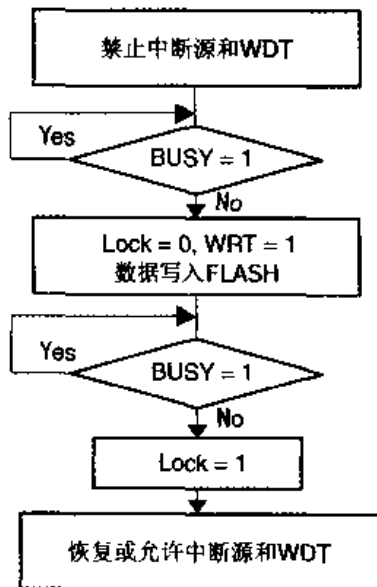 禁止中断源和WDT
Yes
BUSY = 1
No
Lock = 0, WRT = 1
数据写入FLASH
Yes
BUSY = 1
No
Lock = 1
恢复或允许中断源和WDT